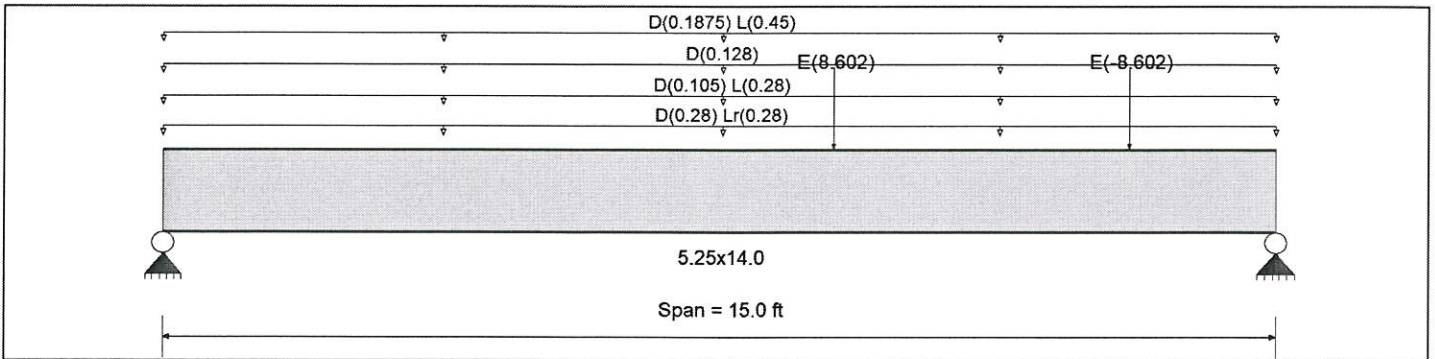 D(0.1875) L(0.45)
D(0.128)
E(8.602)
E(-8.602)
D(0.105) L(0.28)
D(0.28) Lr(0.28)
5.25x14.0
Span = 15.0 ft